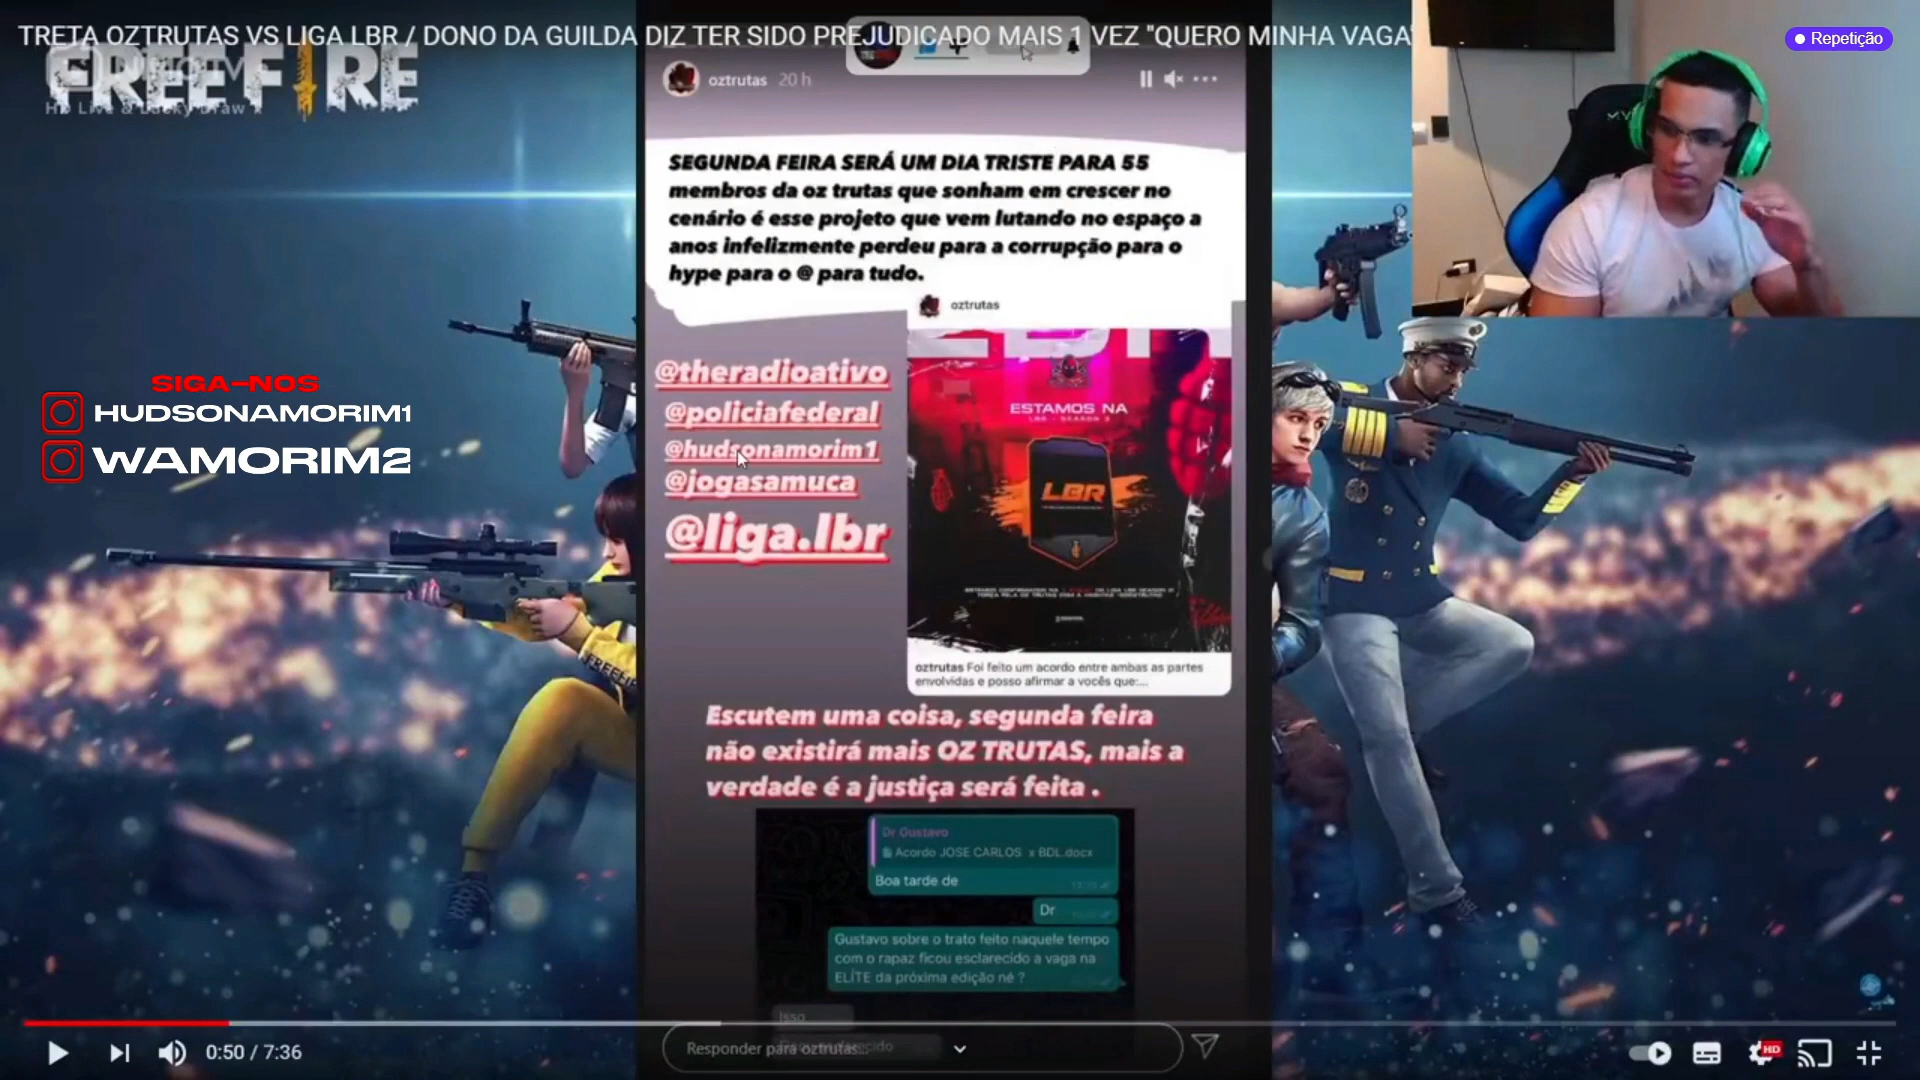 TRETA OZTRUTAS VS LIGA LBR / DONO DA GUILDA DIZ TER SIDO PREJUDICADO MAIS 1 VEZ "QUERO MINHA VAGA"
Repetição
FREE FIRE
oztrutas 20 h
SEGUNDA FEIRA SERÁ UM DIA TRISTE PARA 55
membros da oz trutas que sonham em crescer no
cenário é esse projeto que vem lutando no espaço a
anos infelizmente perdeu para a corrupção para o
hype para o @ para tudo.
oztrutas
@theradioativo
@policiafederal
@hudsonamorim1
@jogasamuca
@liga.lbr
SIGA-NOS
HUDSONAMORIM1
WAMORIM2
ESTAMOS NA
LBR - SEASON
LBR
oztrutas Foi feito um acordo entre ambas as partes
envolvidas e posso afirmar a vocês que:...
Escutem uma coisa, segunda feira
não existirá mais OZ TRUTAS, mais a
verdade é a justiça será feita .
Dr Gustavo
Acordo JOSE CARLOS x BDL.docx
Boa tarde de
Dr
Gustavo sobre o trato feito naquele tempo
com o rapaz ficou esclarecido a vaga na
ELÍTE da próxima edição né ?
Isso
Responder para oztrutas...
0:50 / 7:36
HD